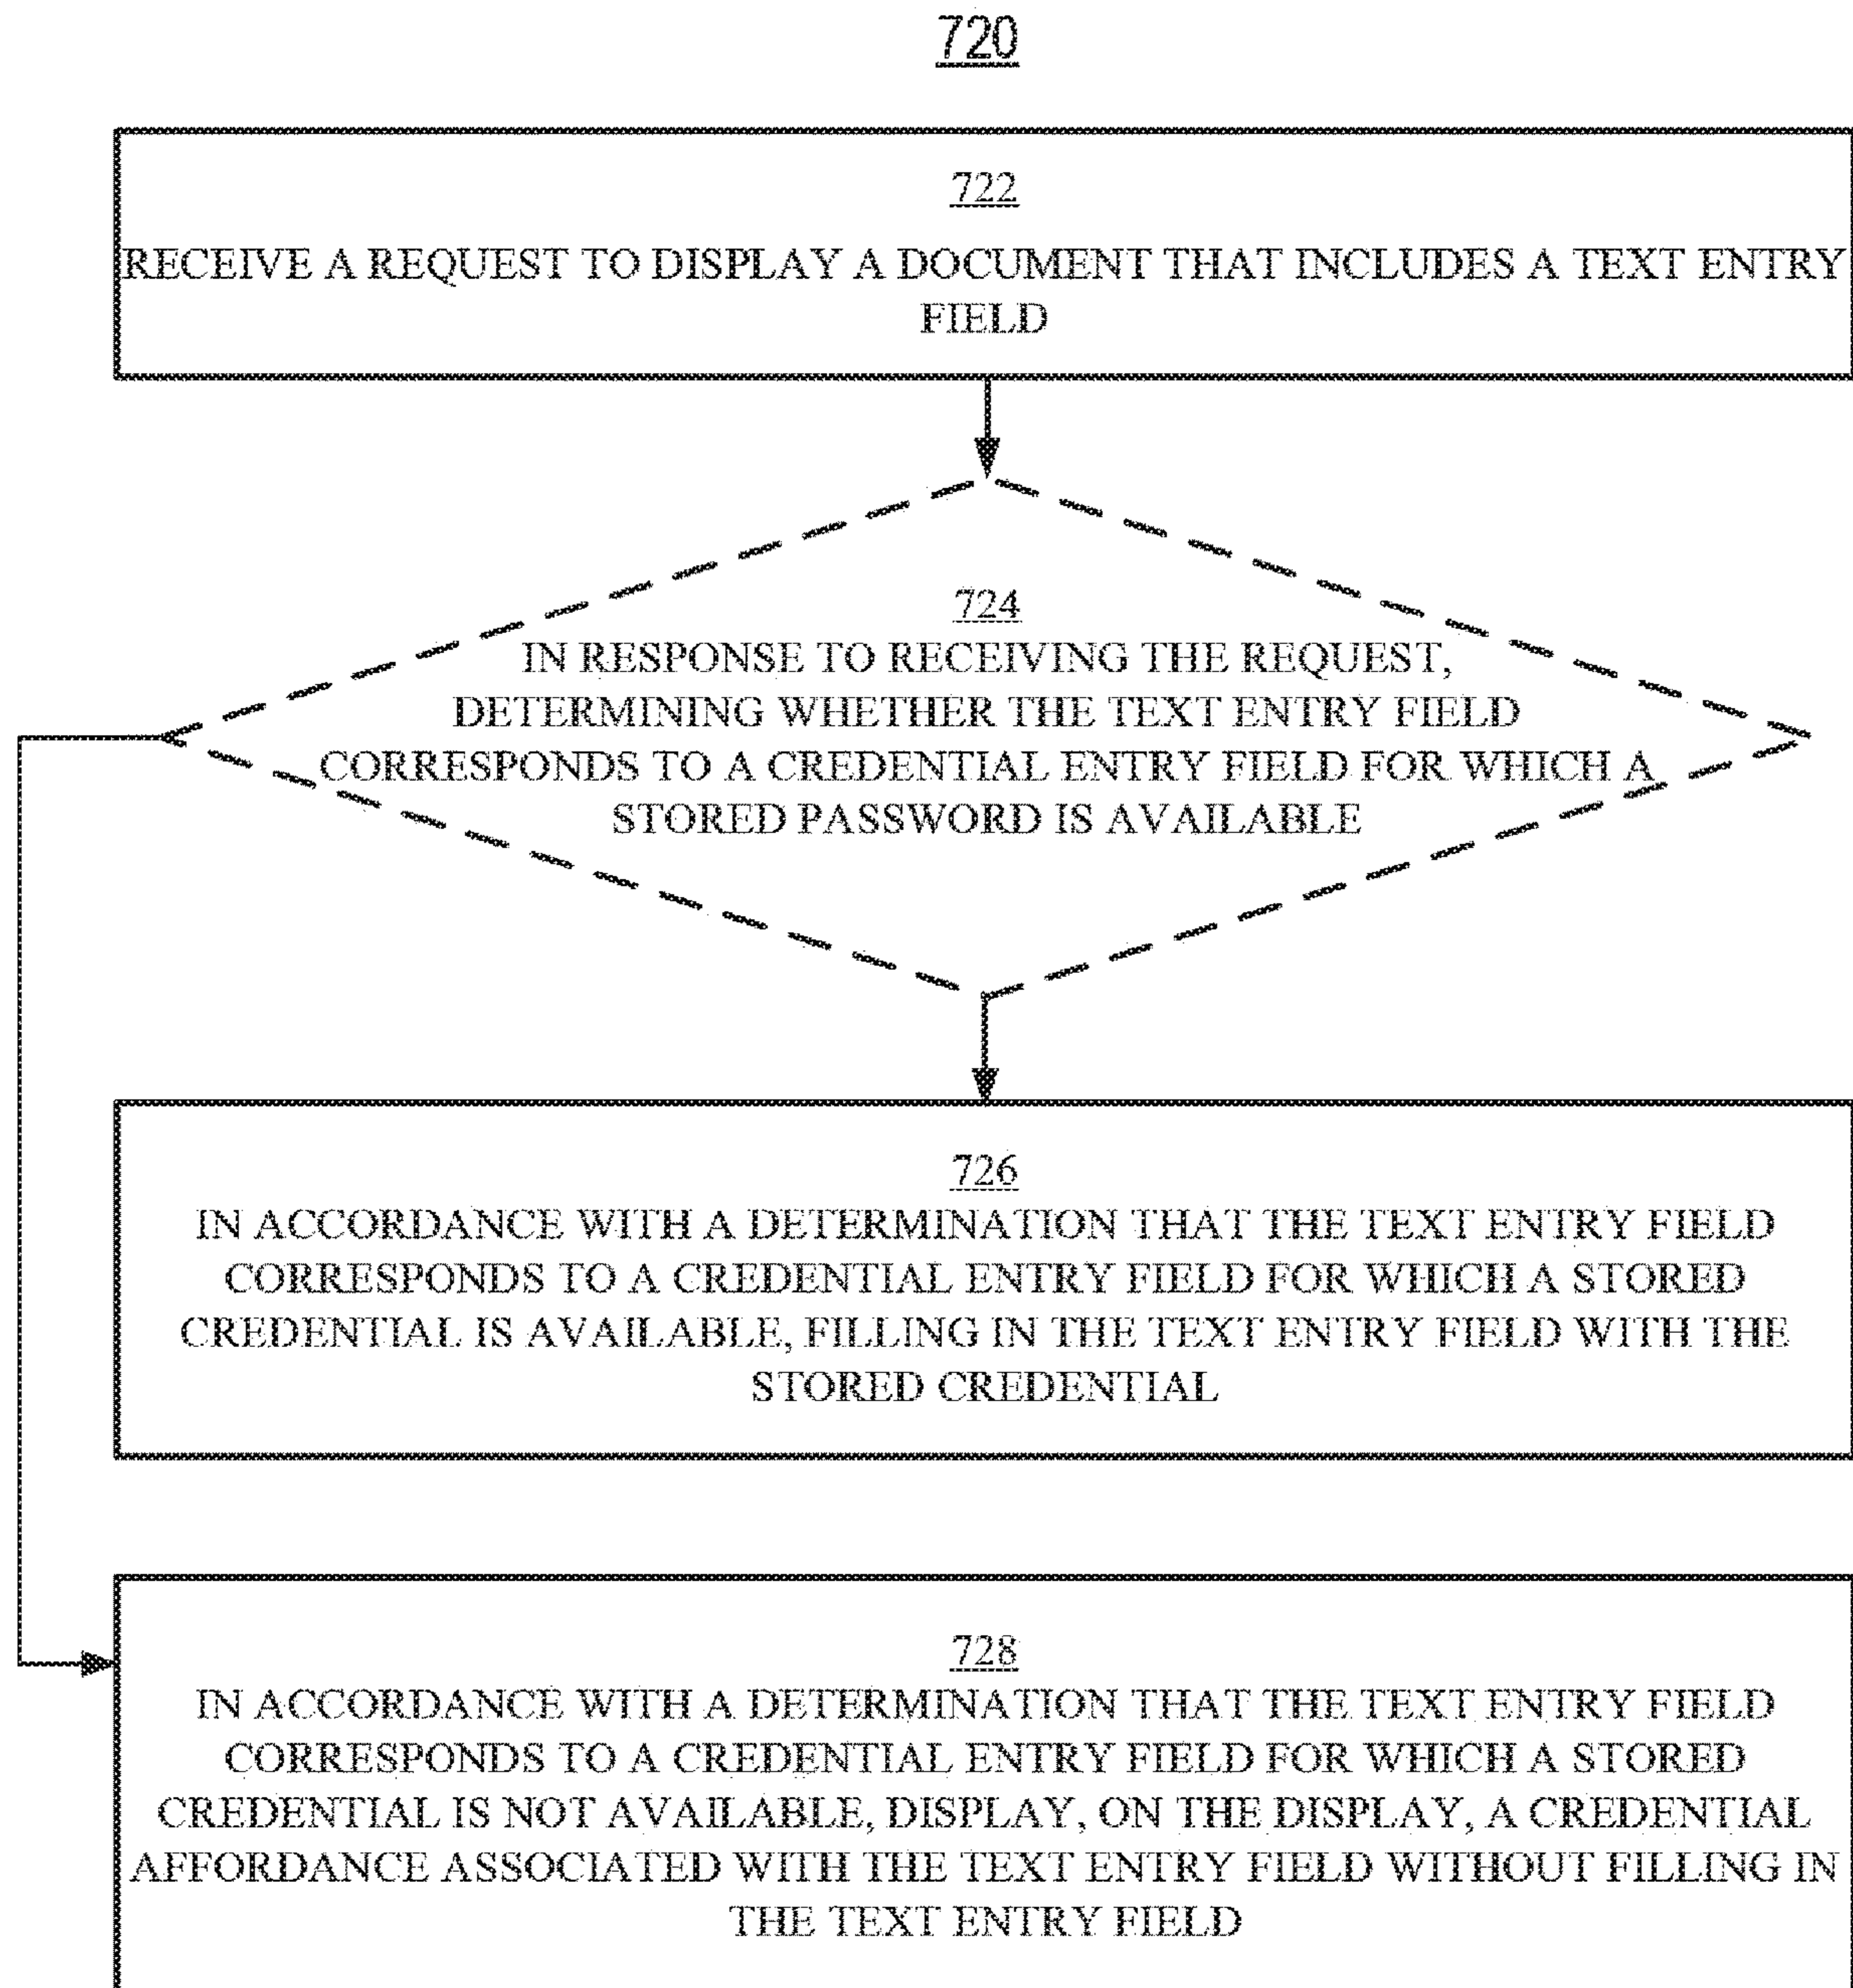 720
722
RECEIVE A REQUEST TO DISPLAY A DOCUMENT THAT INCLUDES A TEXT ENTRY
FIELD
724
IN RESPONSE TO RECEIVING THE REQUEST,
DETERMINING WHETHER THE TEXT ENTRY FIELD
CORRESPONDS TO A CREDENTIAL ENTRY FIELD FOR WHICH A
STORED PASSWORD IS AVAILABLE
726
IN ACCORDANCE WITH A DETERMINATION THAT THE TEXT ENTRY FIELD
CORRESPONDS TO A CREDENTIAL ENTRY FIELD FOR WHICH A STORED
CREDENTIAL IS AVAILABLE, FILLING IN THE TEXT ENTRY FIELD WITH THE
STORED CREDENTIAL
728
IN ACCORDANCE WITH A DETERMINATION THAT THE TEXT ENTRY FIELD
CORRESPONDS TO A CREDENTIAL ENTRY FIELD FOR WHICH A STORED
CREDENTIAL IS NOT AVAILABLE, DISPLAY, ON THE DISPLAY, A CREDENTIAL
AFFORDANCE ASSOCIATED WITH THE TEXT ENTRY FIELD WITHOUT FILLING IN
THE TEXT ENTRY FIELD